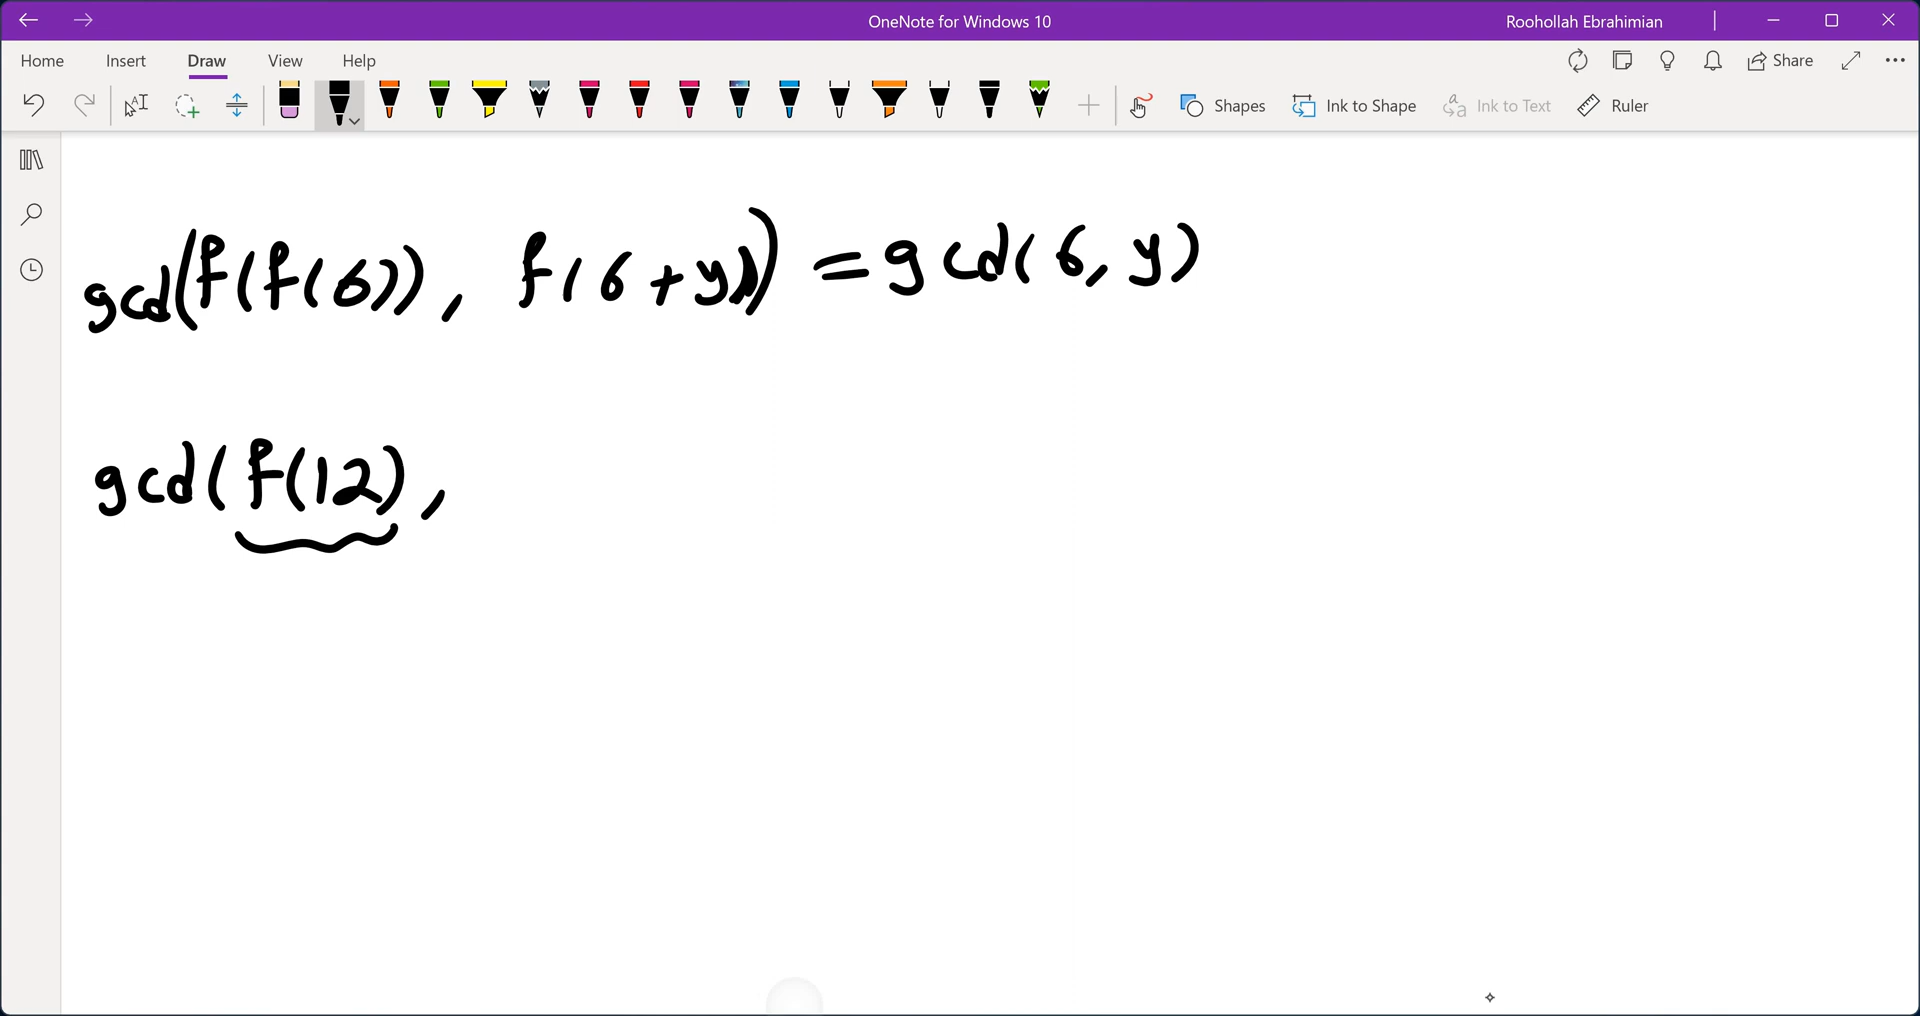 OneNote for Windows 10 Roohollah Ebrahimian
Home Insert Draw View Help Share
Shapes Ink to Shape Ink to Text Ruler
gcd(f(f(6)), f(6+y)) = gcd(6, y)
gcd(f(12),